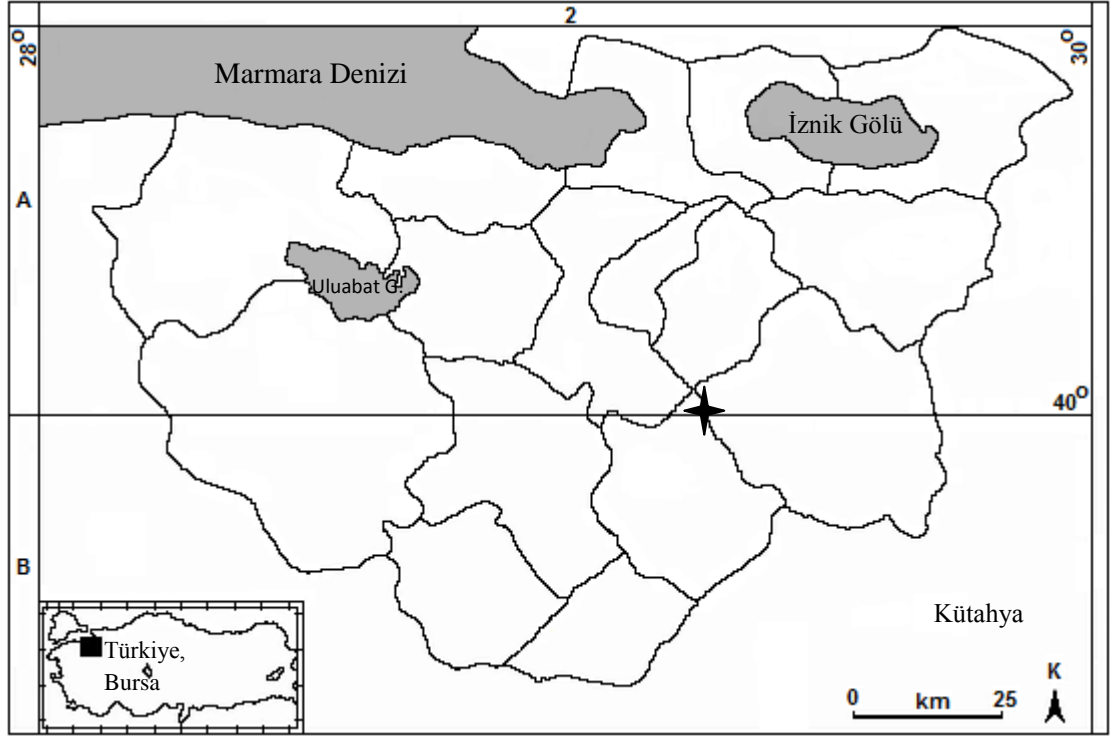 2
28°
30°
Marmara Denizi
İznik Gölü
A
Uluabat G.
40°
B
Kütahya
Türkiye,
Bursa
K
0 km 25